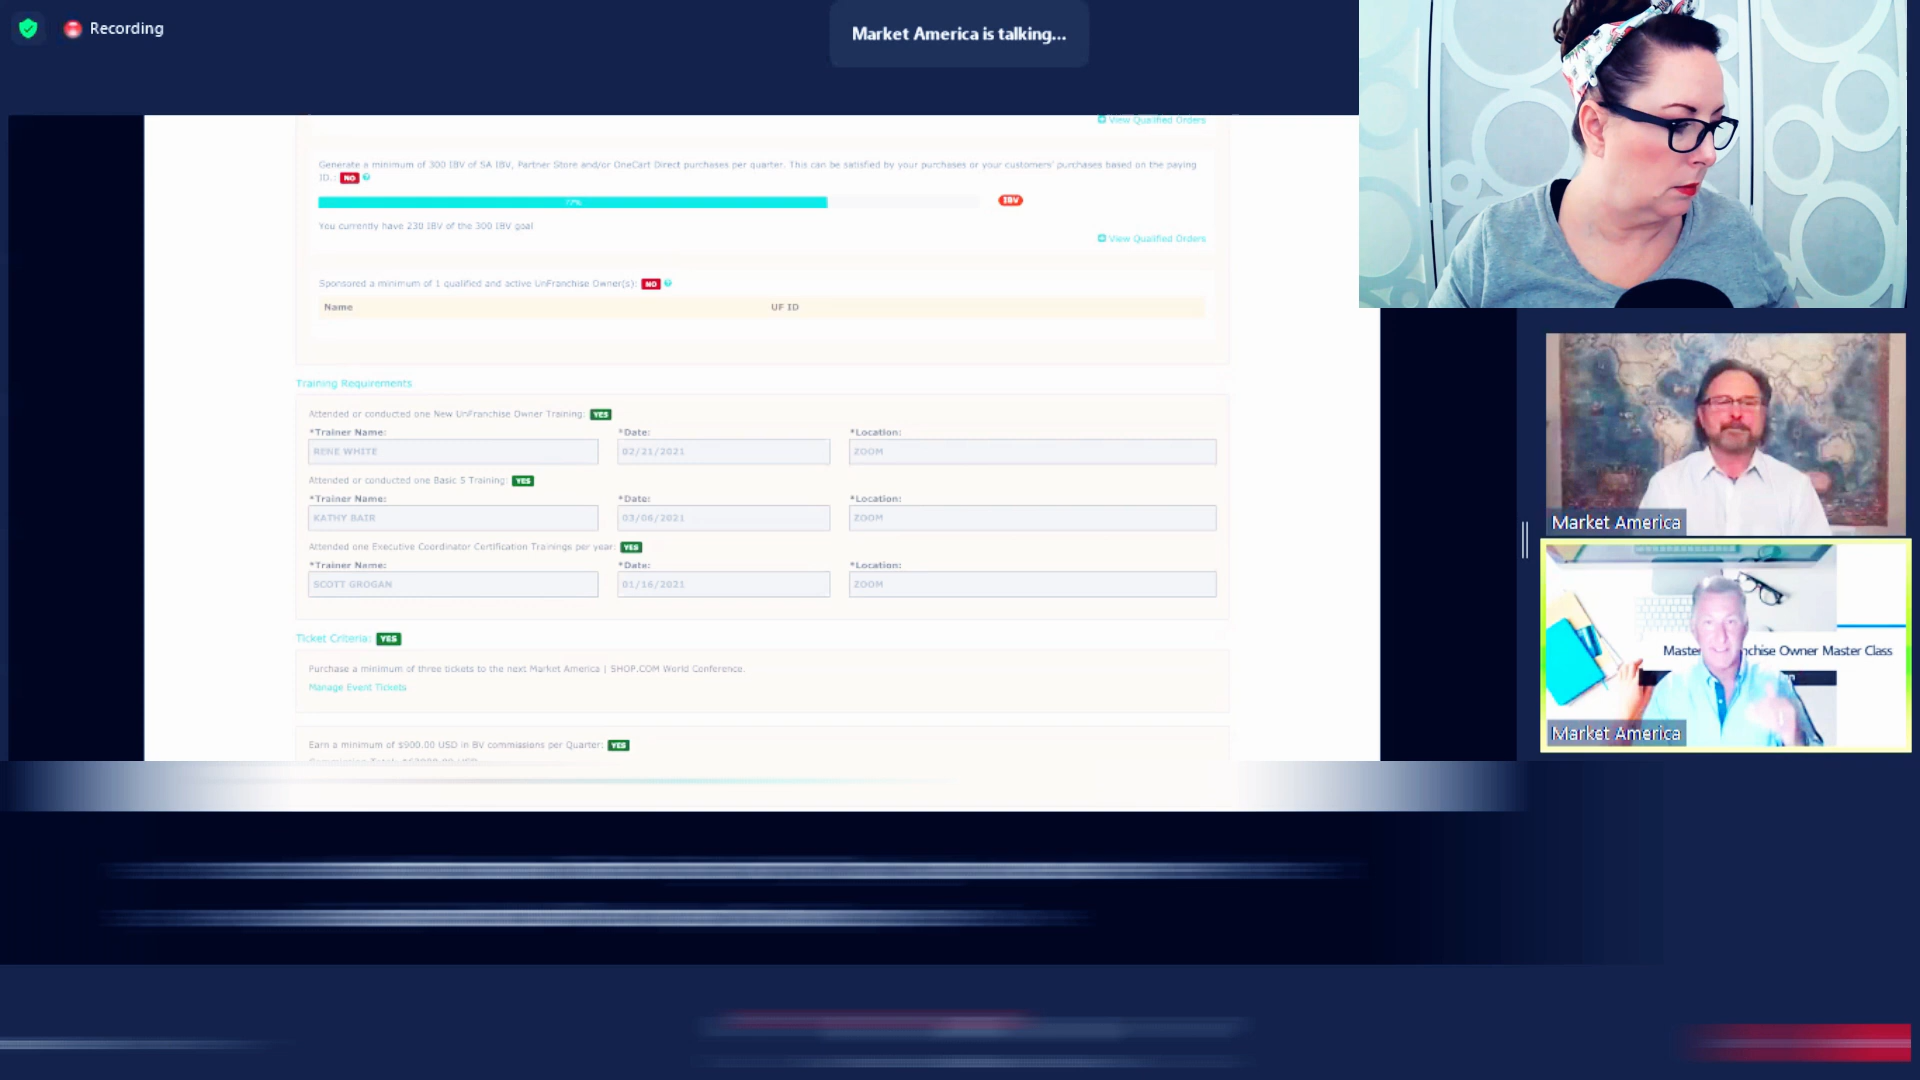 Recording
Market America is talking...
View Qualified Orders
Generate a minimum of 300 IBV of SA IBV, Partner Store and/or OneCart Direct purchases per quarter. This can be satisfied by your purchases or your customers' purchases based on the paying
ID.: NO
77%
IBV
You currently have 230 IBV of the 300 IBV goal
View Qualified Orders
Sponsored a minimum of 1 qualified and active UnFranchise Owner(s): NO
Name UF ID
Training Requirements
Attended or conducted one New UnFranchise Owner Training: YES
*Trainer Name: *Date: *Location:
RENE WHITE 02/21/2021 ZOOM
Attended or conducted one Basic 5 Training: YES
*Trainer Name: *Date: *Location:
KATHY BAIR 03/06/2021 ZOOM
Attended one Executive Coordinator Certification Trainings per year: YES
*Trainer Name: *Date: *Location:
SCOTT GROGAN 01/16/2021 ZOOM
Ticket Criteria: YES
Purchase a minimum of three tickets to the next Market America | SHOP.COM World Conference.
Manage Event Tickets
Earn a minimum of $900.00 USD in BV commissions per Quarter: YES
Market America
Master
chise Owner Master Class
Market America